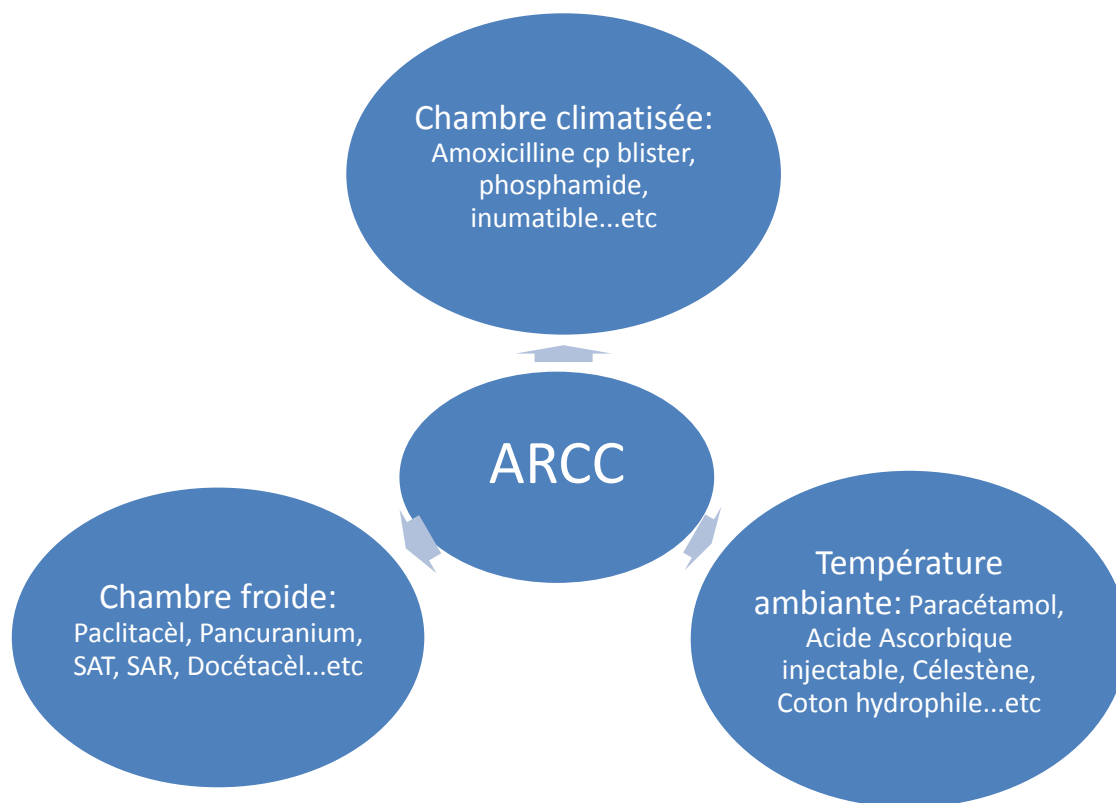 Chambre climatisée:
Amoxicilline cp blister,
phosphamide,
inumatible...etc
ARCC
Chambre froide:
Paclitacèl, Pancuranium,
SAT, SAR, Docétacèl...etc
Température
ambiante: Paracétamol,
Acide Ascorbique
injectable, Célestène,
Coton hydrophile...etc